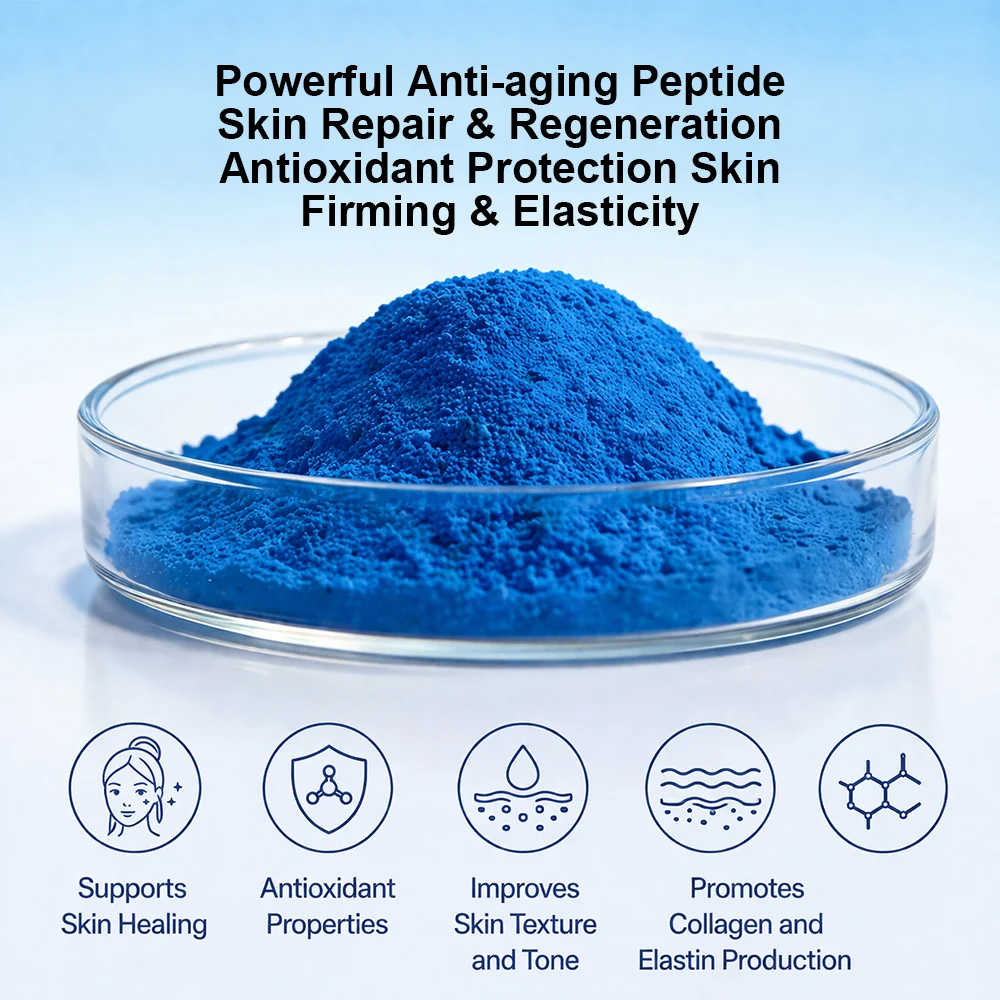 Powerful Anti-aging Peptide
Skin Repair & Regeneration
Antioxidant Protection Skin
Firming & Elasticity
Supports
Skin Healing
Antioxidant
Properties
Improves
Skin Texture
and Tone
Promotes
Collagen and
Elastin Production